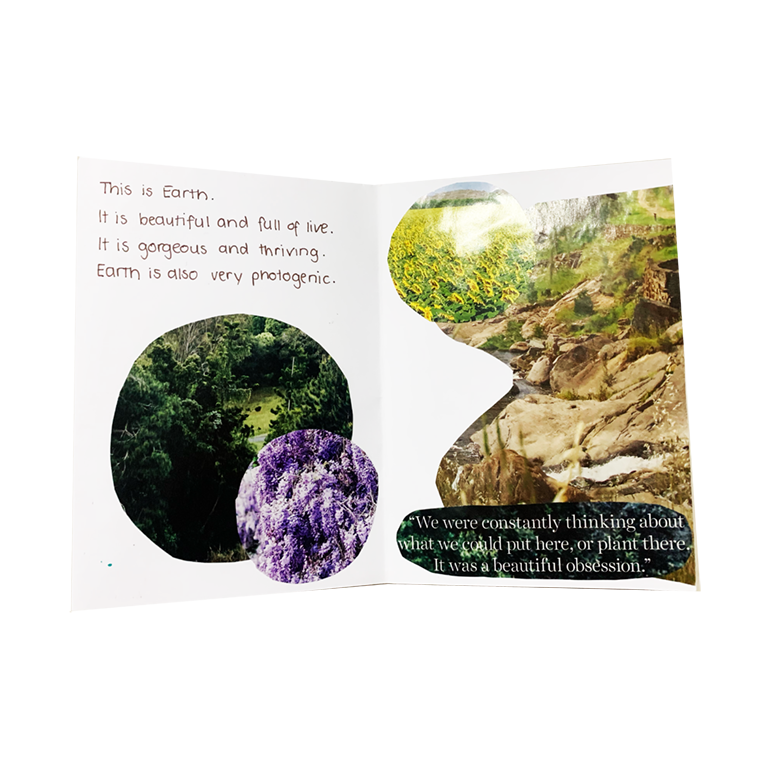 This is Earth.
It is beautiful and full of live.
It is gorgeous and thriving.
Earth is also very photogenic.
“We were constantly thinking about
what we could put here, or plant there.
It was a beautiful obsession.”